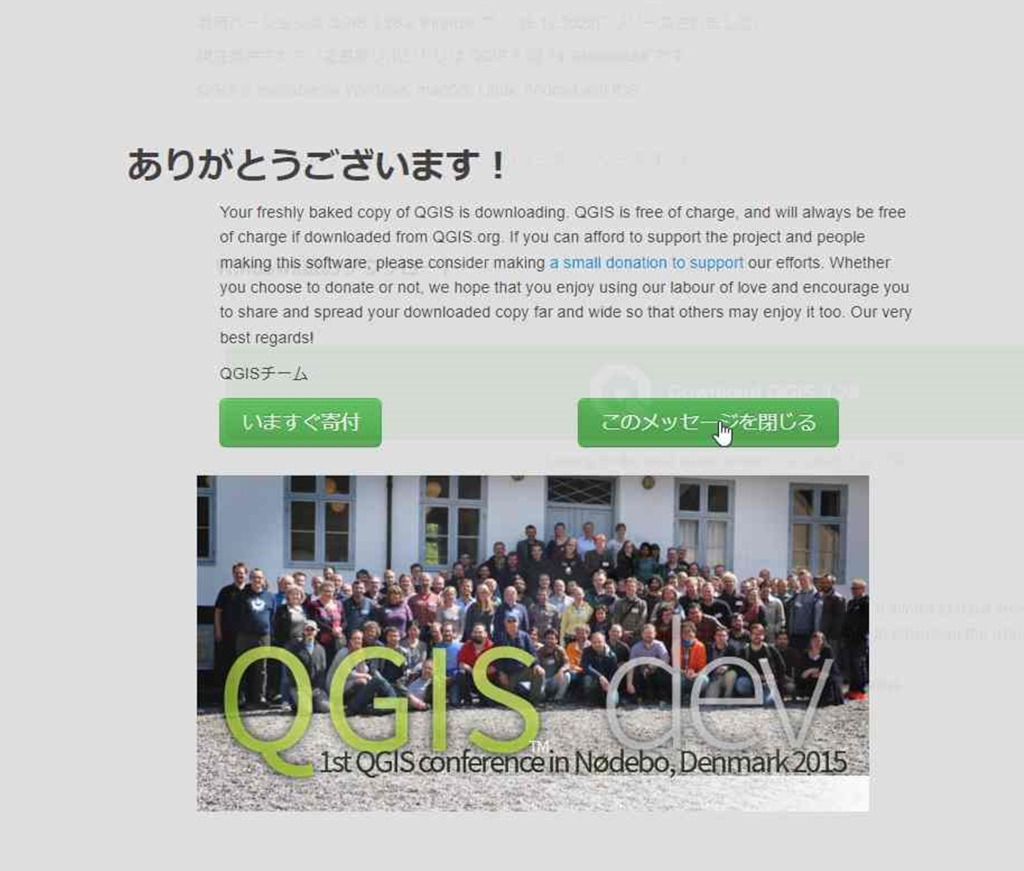 ありがとうございます！
Your freshly baked copy of QGIS is downloading. QGIS is free of charge, and will always be free
of charge if downloaded from QGIS.org. If you can afford to support the project and people
making this software, please consider making a small donation to support our efforts. Whether
you choose to donate or not, we hope that you enjoy using our labour of love and encourage you
to share and spread your downloaded copy far and wide so that others may enjoy it too. Our very
best regards!
QGISチーム
いますぐ寄付
このメッセージを閉じる
QGIS dev
TM
1st QGIS conference in Nødebo, Denmark 2015